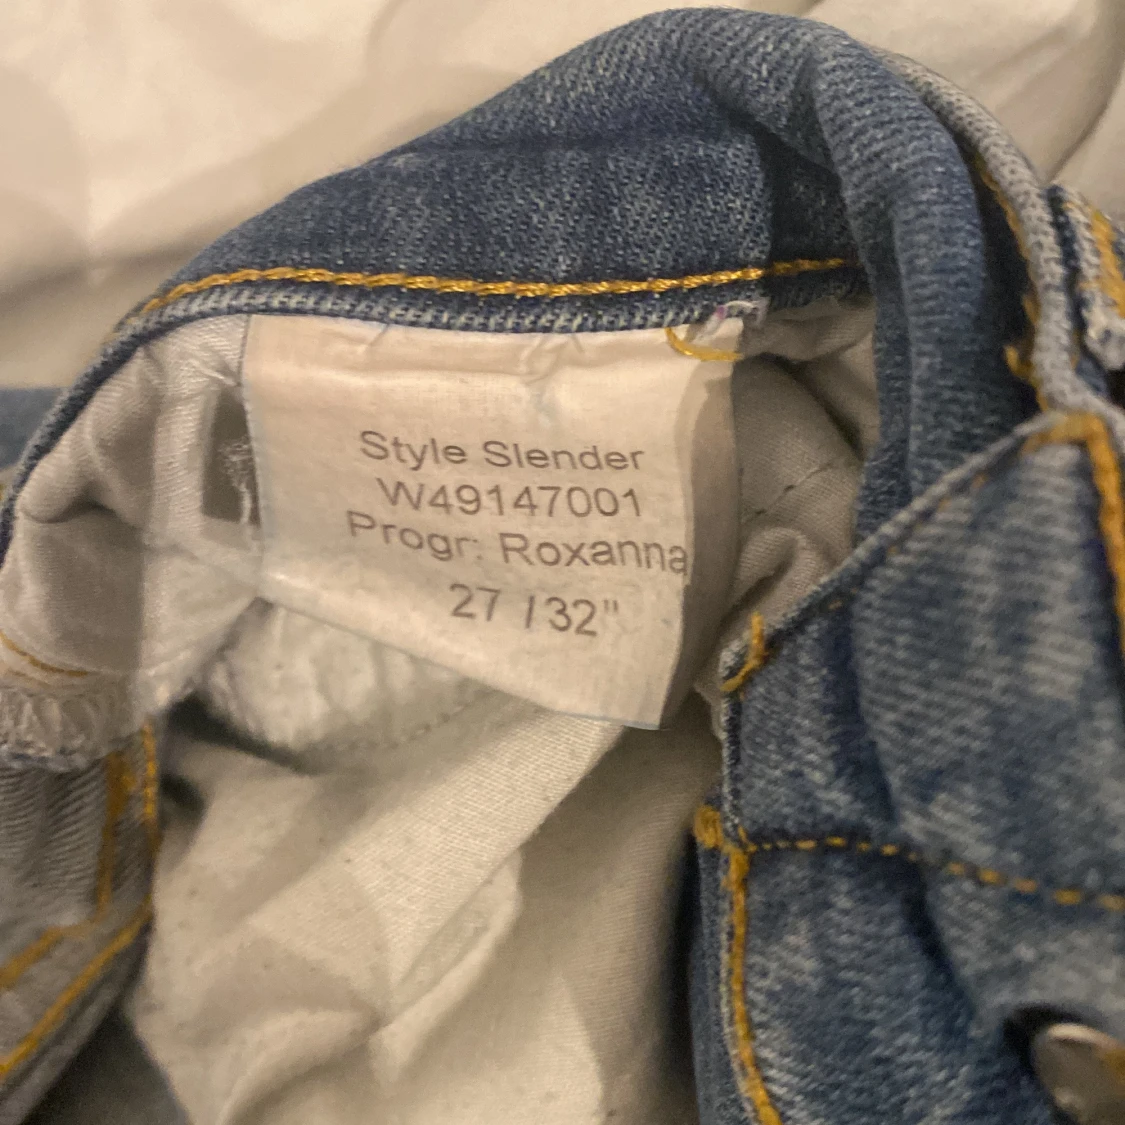 Style Slender
W49147001
Progr: Roxanna
27 / 32"